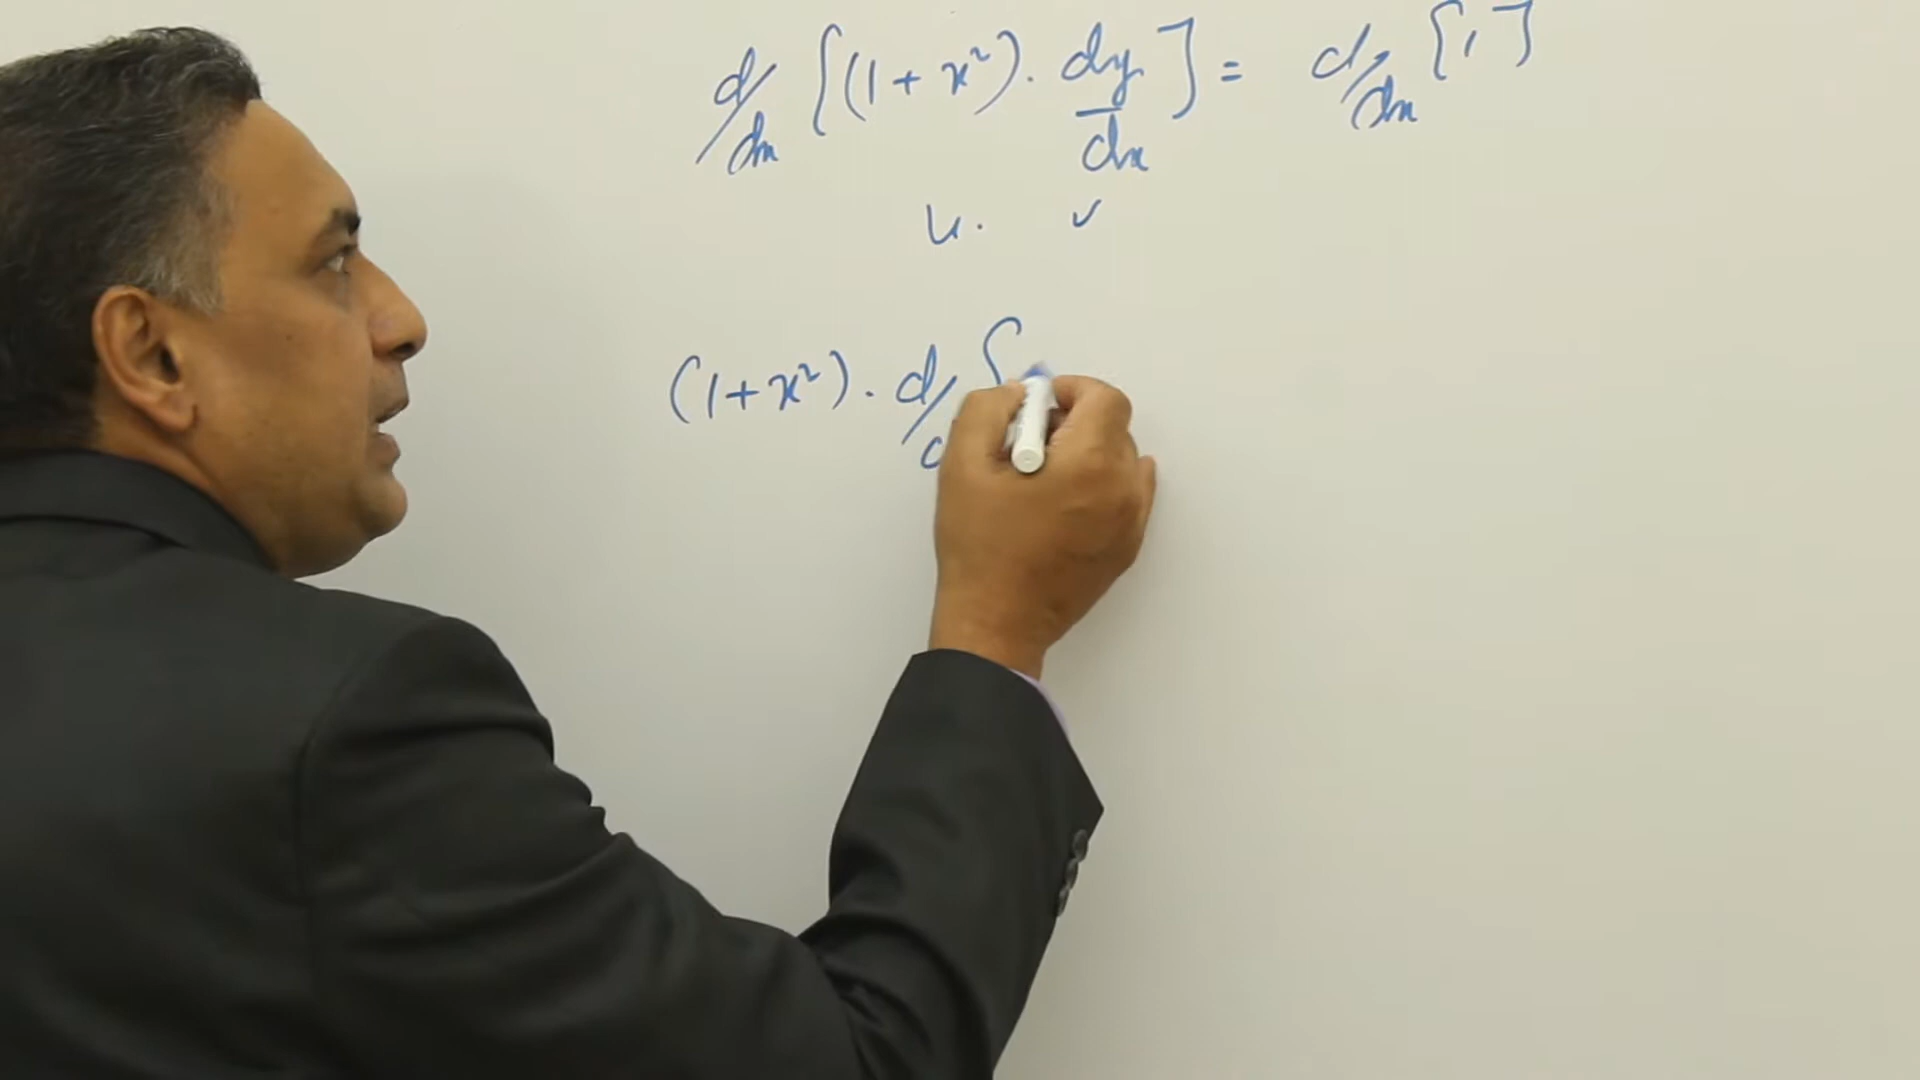 d/dx [(1 + x²) . dy/dx] = d/dx [1]
u . v
(1 + x²) . d/d [